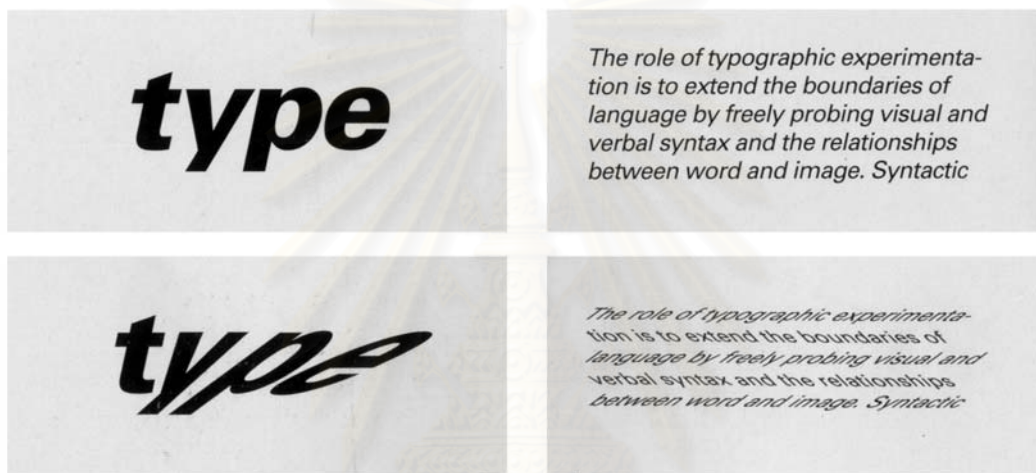 type
The role of typographic experimenta-
tion is to extend the boundaries of
language by freely probing visual and
verbal syntax and the relationships
between word and image. Syntactic
type
The role of typographic experimenta-
tion is to extend the boundaries of
language by freely probing visual and
verbal syntax and the relationships
between word and image. Syntactic